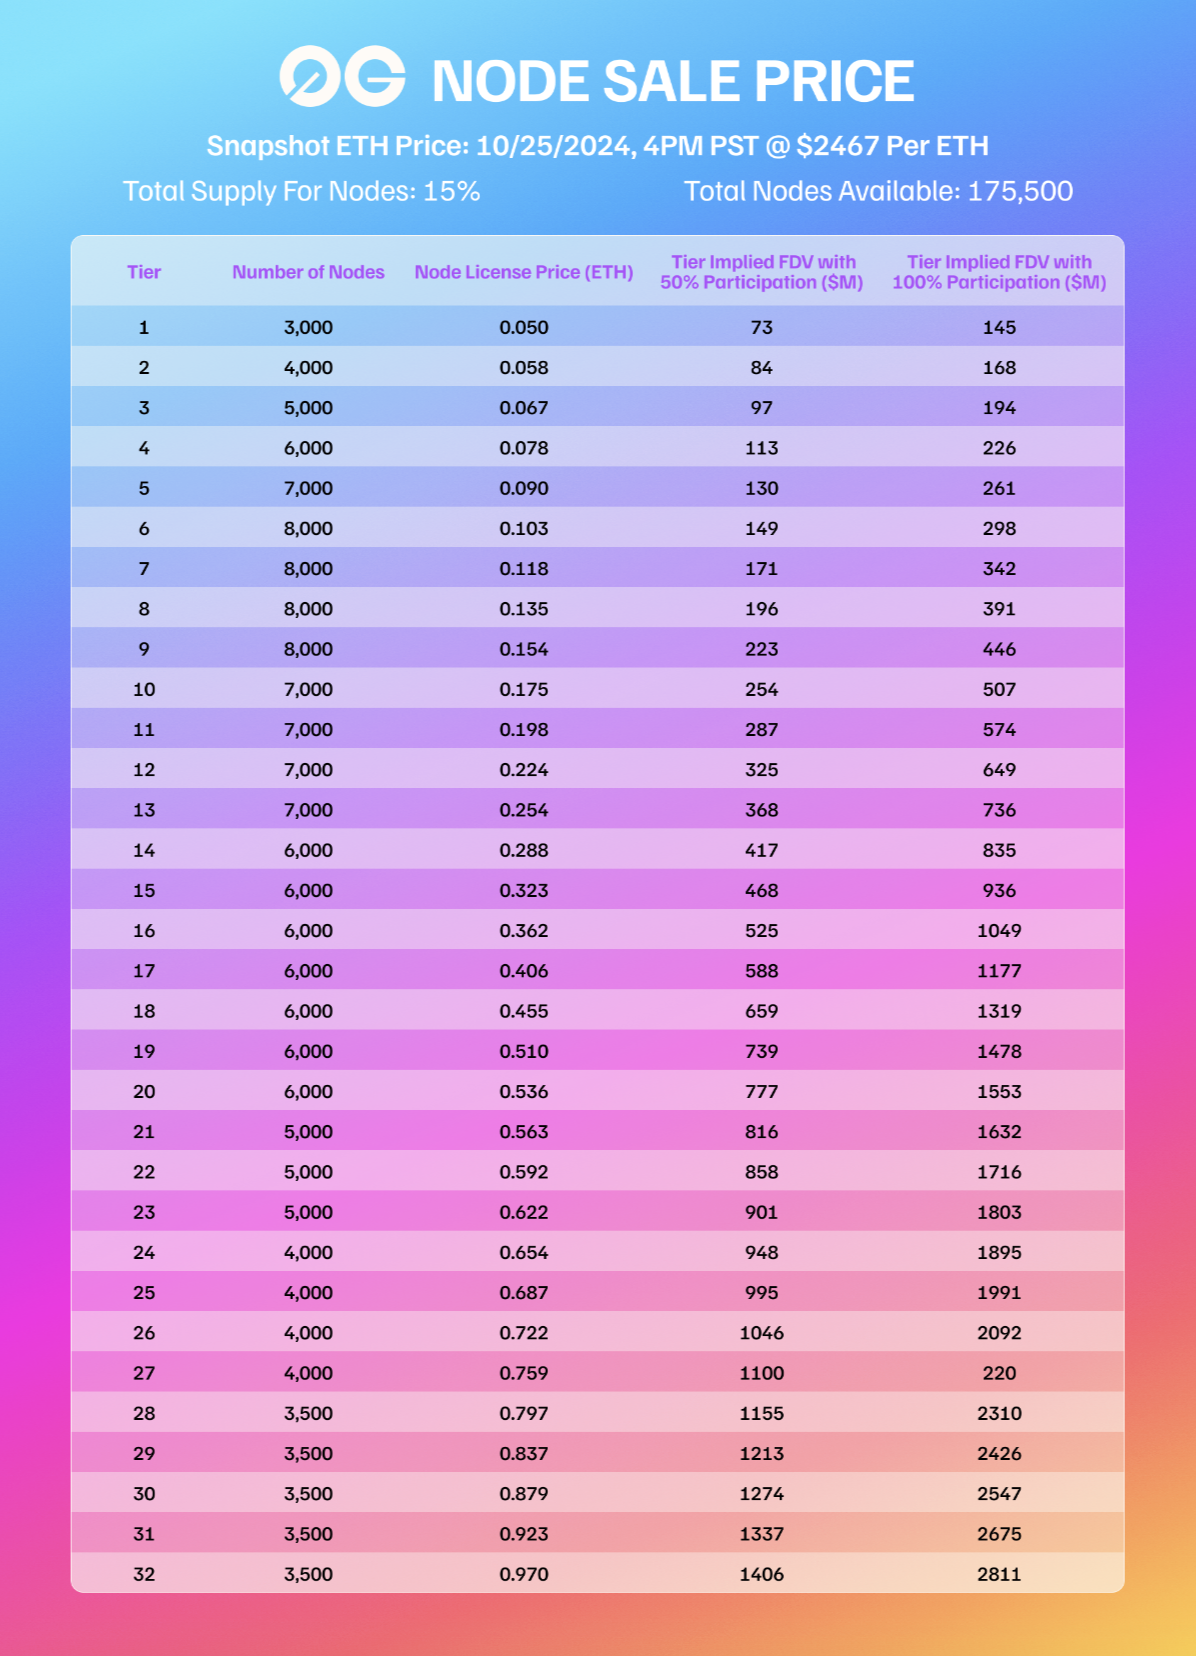 0G NODE SALE PRICE
Snapshot ETH Price: 10/25/2024, 4PM PST @ $2467 Per ETH
Total Supply For Nodes: 15% Total Nodes Available: 175,500
Tier Number of Nodes Node License Price (ETH) Tier Implied FDV with 50% Participation ($M) Tier Implied FDV with 100% Participation ($M)
1 3,000 0.050 73 145
2 4,000 0.058 84 168
3 5,000 0.067 97 194
4 6,000 0.078 113 226
5 7,000 0.090 130 261
6 8,000 0.103 149 298
7 8,000 0.118 171 342
8 8,000 0.135 196 391
9 8,000 0.154 223 446
10 7,000 0.175 254 507
11 7,000 0.198 287 574
12 7,000 0.224 325 649
13 7,000 0.254 368 736
14 6,000 0.288 417 835
15 6,000 0.323 468 936
16 6,000 0.362 525 1049
17 6,000 0.406 588 1177
18 6,000 0.455 659 1319
19 6,000 0.510 739 1478
20 6,000 0.536 777 1553
21 5,000 0.563 816 1632
22 5,000 0.592 858 1716
23 5,000 0.622 901 1803
24 4,000 0.654 948 1895
25 4,000 0.687 995 1991
26 4,000 0.722 1046 2092
27 4,000 0.759 1100 220
28 3,500 0.797 1155 2310
29 3,500 0.837 1213 2426
30 3,500 0.879 1274 2547
31 3,500 0.923 1337 2675
32 3,500 0.970 1406 2811